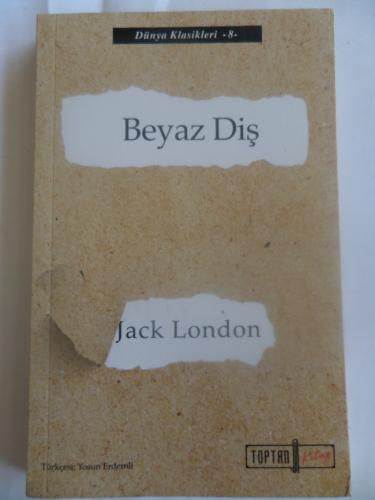 Dünya Klasikleri -8-
Beyaz Diş
Jack London
TOPTAN kitap
Türkçesi: Yosun Erdemli